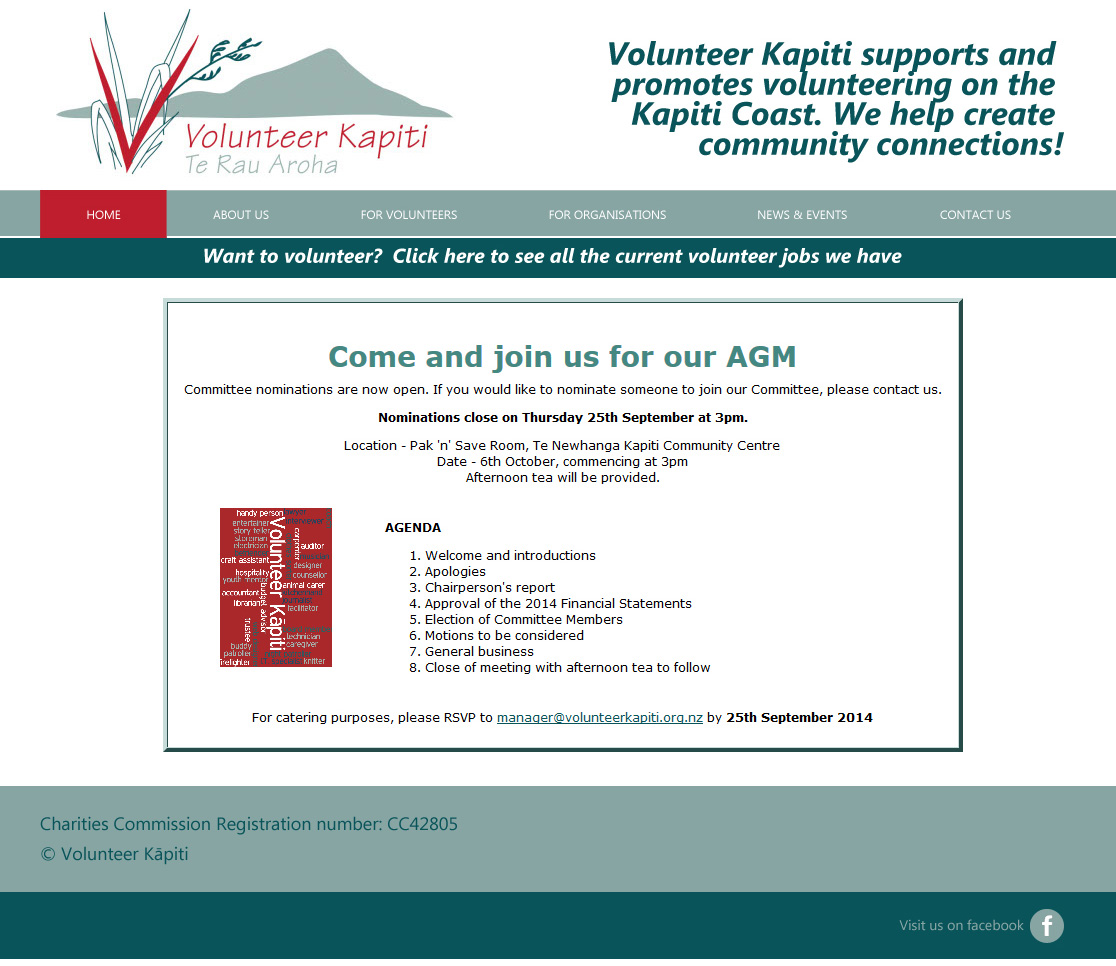 Volunteer Kapiti
Te Rau Aroha
Volunteer Kapiti supports and
promotes volunteering on the
Kapiti Coast. We help create
community connections!
HOME
ABOUT US
FOR VOLUNTEERS
FOR ORGANISATIONS
NEWS & EVENTS
CONTACT US
Want to volunteer?  Click here to see all the current volunteer jobs we have
Come and join us for our AGM
Committee nominations are now open. If you would like to nominate someone to join our Committee, please contact us.
Nominations close on Thursday 25th September at 3pm.
Location - Pak 'n' Save Room, Te Newhanga Kapiti Community Centre
Date - 6th October, commencing at 3pm
Afternoon tea will be provided.
handy person
entertainer
story teller
storeman
electrician
craft assistant
hospitality
youth mentor
accountant
librarian
trustee
buddy
patroller
firefighter
budget advisor
Volunteer Kāpiti
interviewer
carpenter
auditor
designer
counsellor
animal carer
facilitator
technician
caregiver
knitter
AGENDA
1. Welcome and introductions
2. Apologies
3. Chairperson's report
4. Approval of the 2014 Financial Statements
5. Election of Committee Members
6. Motions to be considered
7. General business
8. Close of meeting with afternoon tea to follow
For catering purposes, please RSVP to manager@volunteerkapiti.org.nz by 25th September 2014
Charities Commission Registration number: CC42805
© Volunteer Kāpiti
Visit us on facebook
f